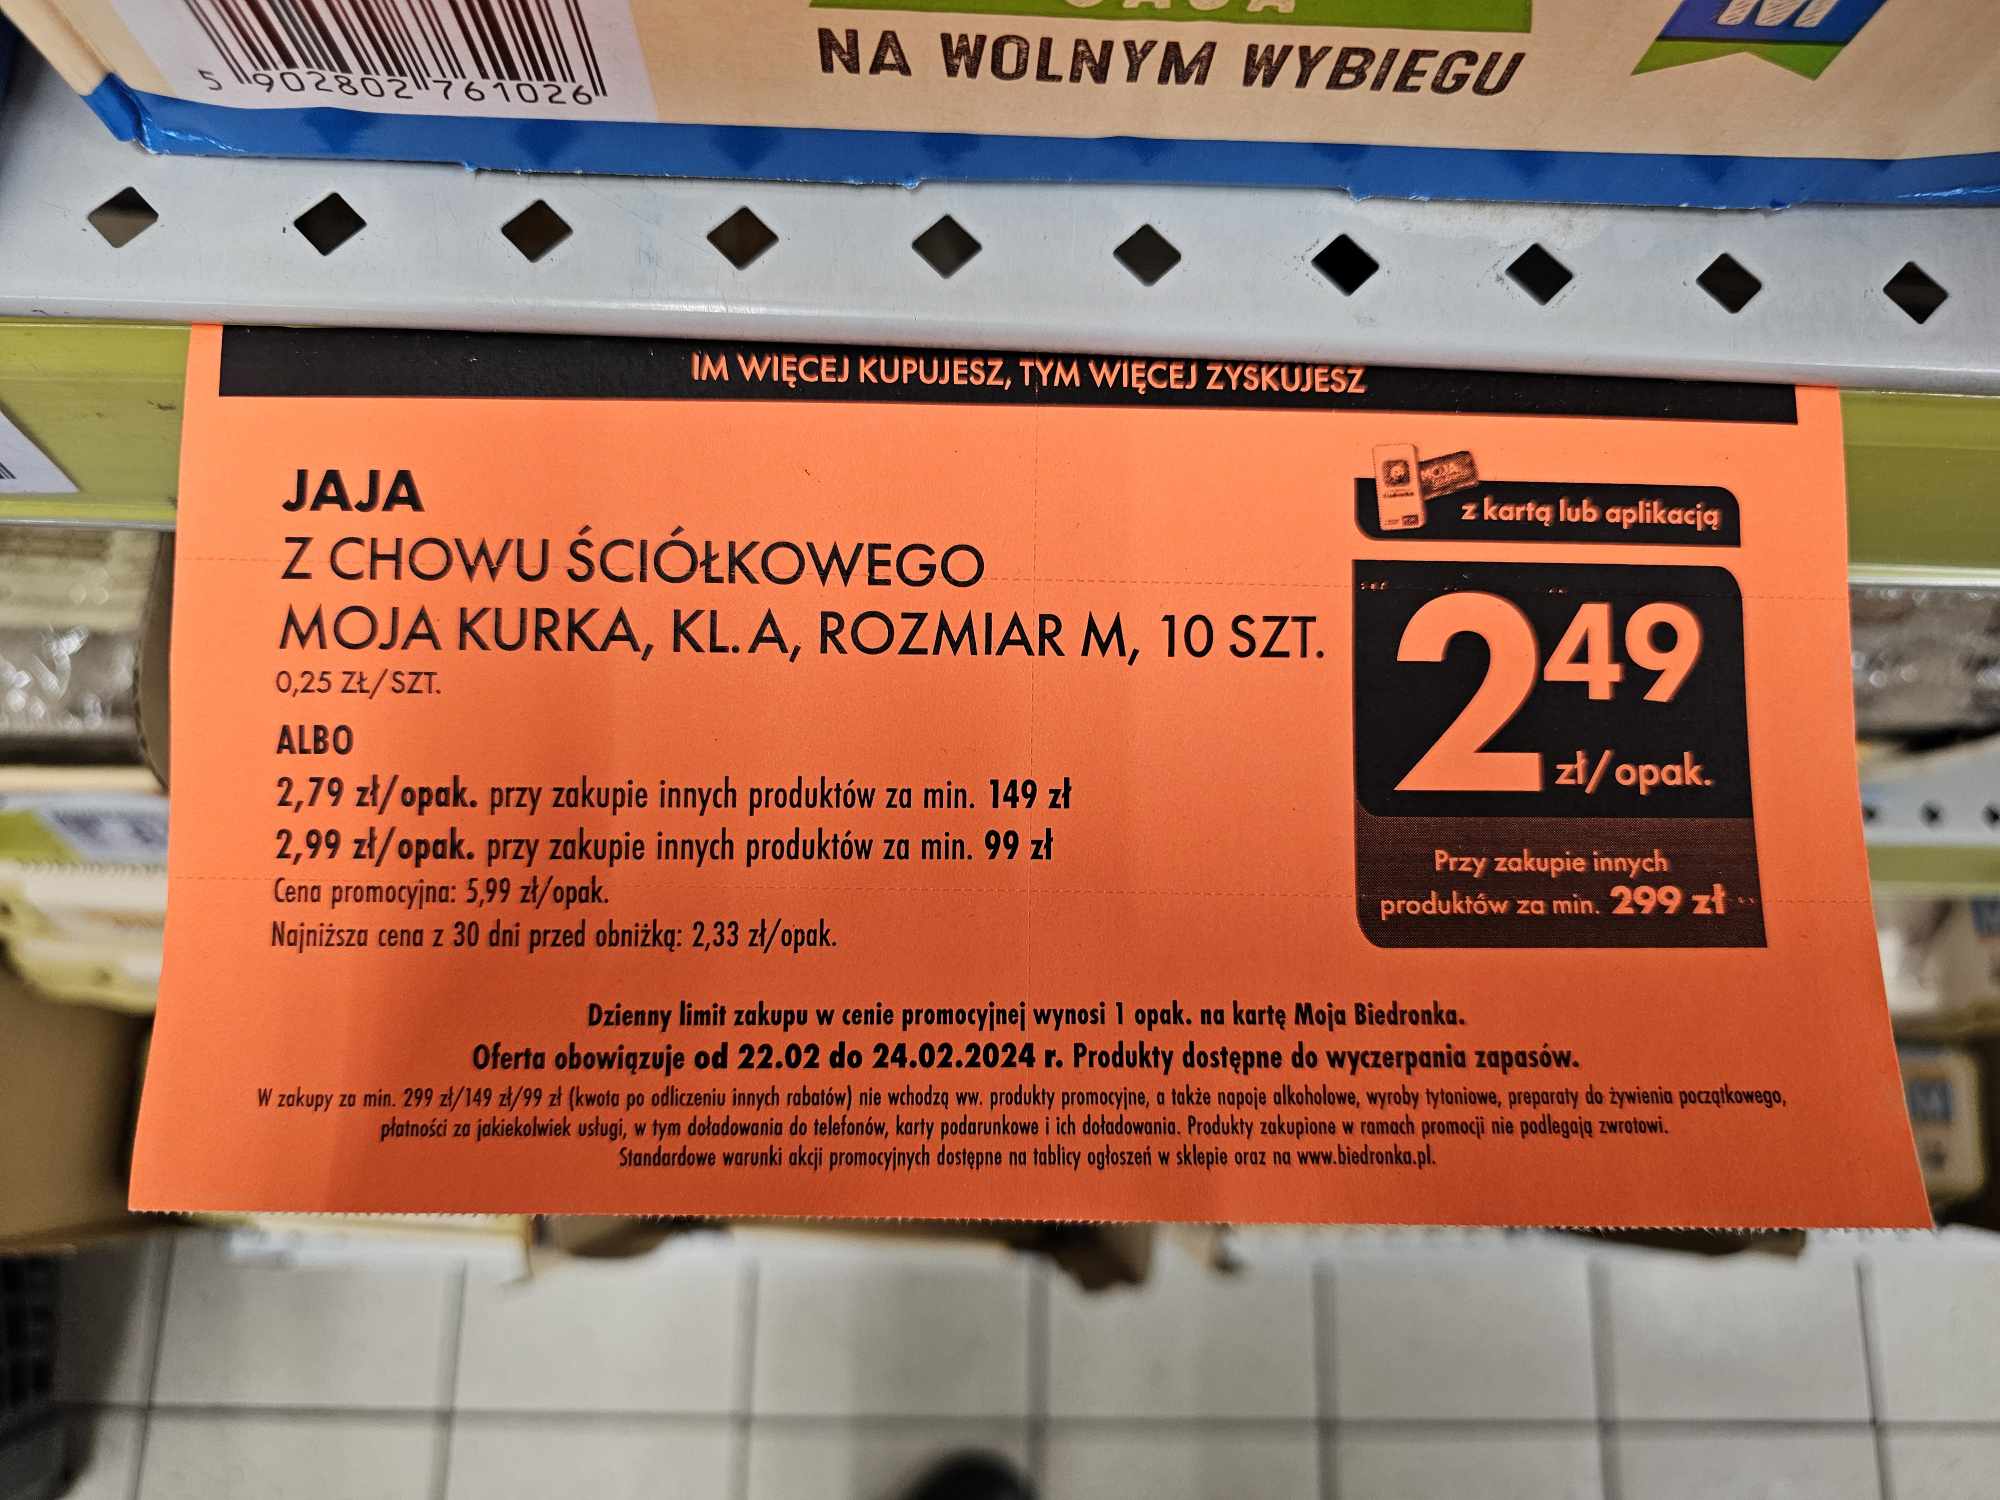 5 902802 761026
NA WOLNYM WYBIEGU
IM WIĘCEJ KUPUJESZ, TYM WIĘCEJ ZYSKUJESZ
JAJA
Z CHOWU ŚCIÓŁKOWEGO
MOJA KURKA, KL. A, ROZMIAR M, 10 SZT.
0,25 ZŁ/SZT.
ALBO
2,79 zł/opak. przy zakupie innych produktów za min. 149 zł
2,99 zł/opak. przy zakupie innych produktów za min. 99 zł
Cena promocyjna: 5,99 zł/opak.
Najniższa cena z 30 dni przed obniżką: 2,33 zł/opak.
MOJA
z kartą lub aplikacją
2 49
zł/opak.
Przy zakupie innych
produktów za min. 299 zł
Dzienny limit zakupu w cenie promocyjnej wynosi 1 opak. na kartę Moja Biedronka.
Oferta obowiązuje od 22.02 do 24.02.2024 r. Produkty dostępne do wyczerpania zapasów.
W zakupy za min. 299 zł/149 zł/99 zł (kwota po odliczeniu innych rabatów) nie wchodzą ww. produkty promocyjne, a także napoje alkoholowe, wyroby tytoniowe, preparaty do żywienia początkowego,
płatności za jakiekolwiek usługi, w tym doładowania do telefonów, karty podarunkowe i ich doładowania. Produkty zakupione w ramach promocji nie podlegają zwrotowi.
Standardowe warunki akcji promocyjnych dostępne na tablicy ogłoszeń w sklepie oraz na www.biedronka.pl.